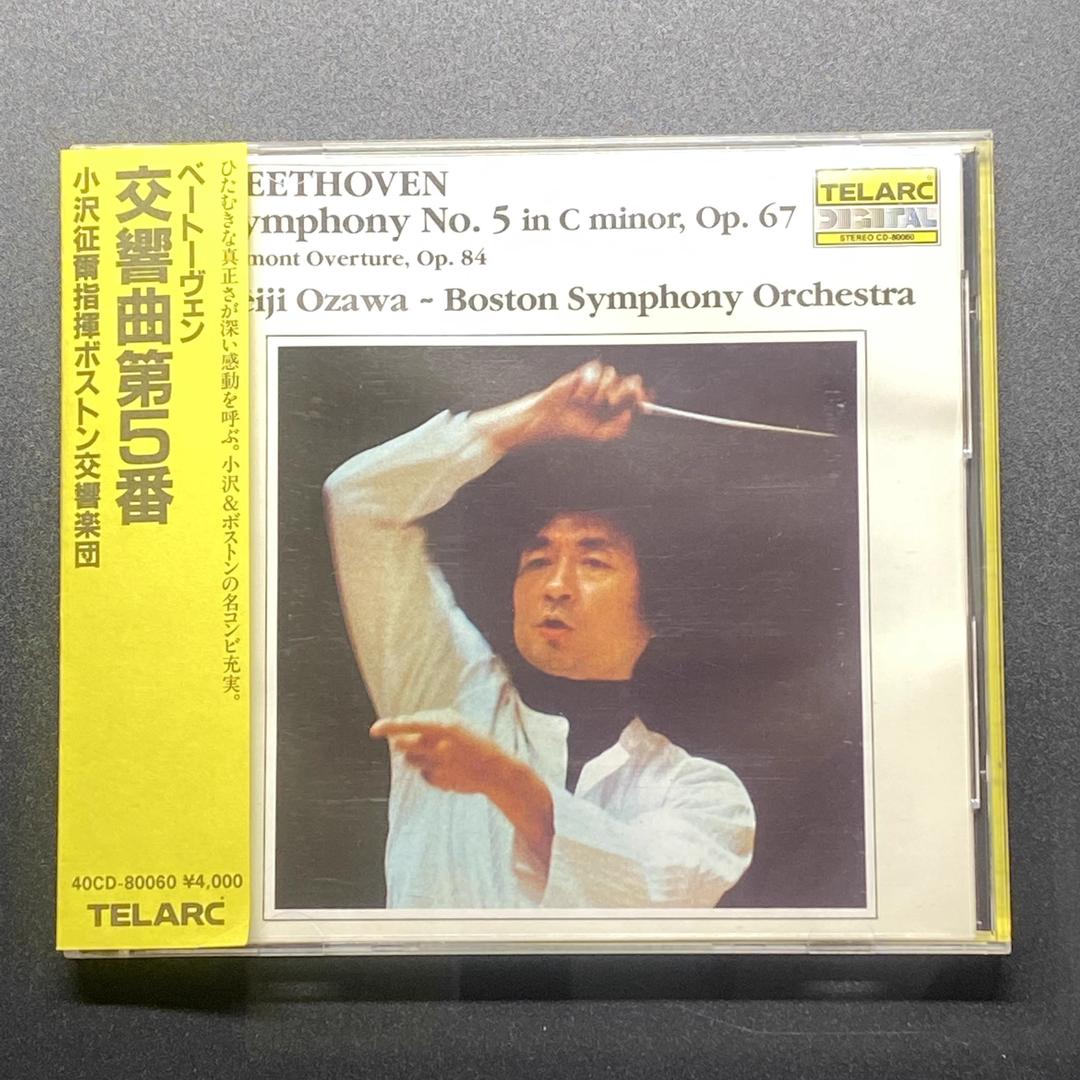 ひたむきな真正さが深い感動を呼ぶ。小沢&ボストンの名コンビ充実。
ベートーヴェン
交響曲第5番
小沢征爾指揮ボストン交響楽団
40CD-80060 ¥4,000
TELARC
EETHOVEN
ymphony No. 5 in C minor, Op. 67
mont Overture, Op. 84
eiji Ozawa ~ Boston Symphony Orchestra
TELARC
DIGITAL
STEREO CD-80060